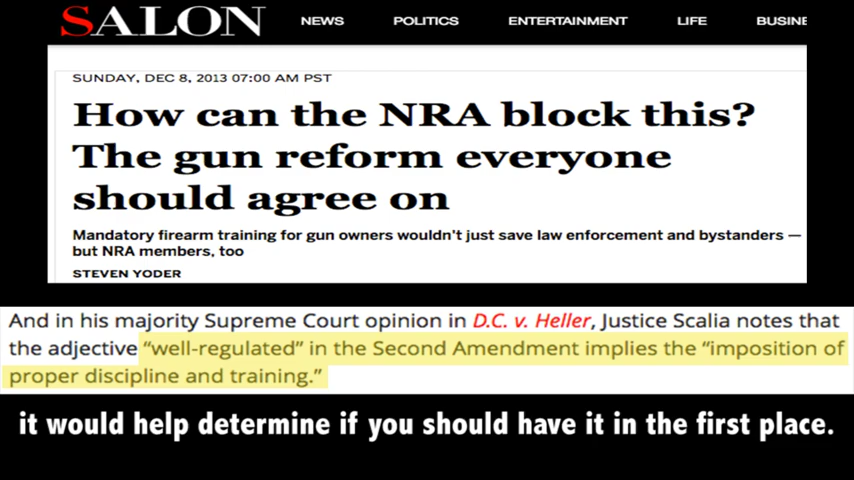 SALON NEWS POLITICS ENTERTAINMENT LIFE BUSINE
SUNDAY, DEC 8, 2013 07:00 AM PST
How can the NRA block this?
The gun reform everyone
should agree on
Mandatory firearm training for gun owners wouldn't just save law enforcement and bystanders —
but NRA members, too
STEVEN YODER
And in his majority Supreme Court opinion in D.C. v. Heller, Justice Scalia notes that
the adjective “well-regulated” in the Second Amendment implies the “imposition of
proper discipline and training.”
it would help determine if you should have it in the first place.